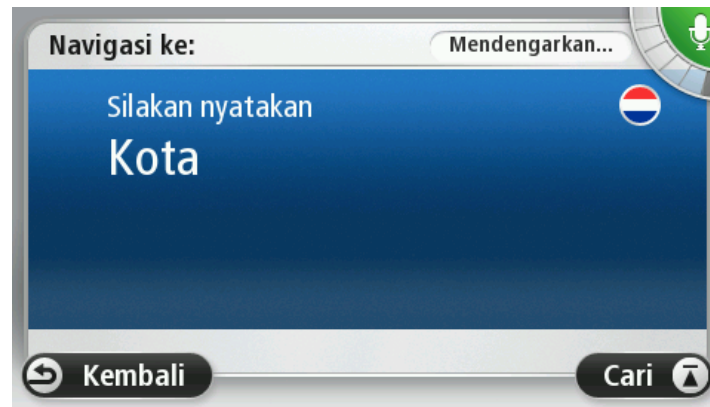 Navigasi ke:
Mendengarkan...
Silakan nyatakan
Kota
Kembali
Cari